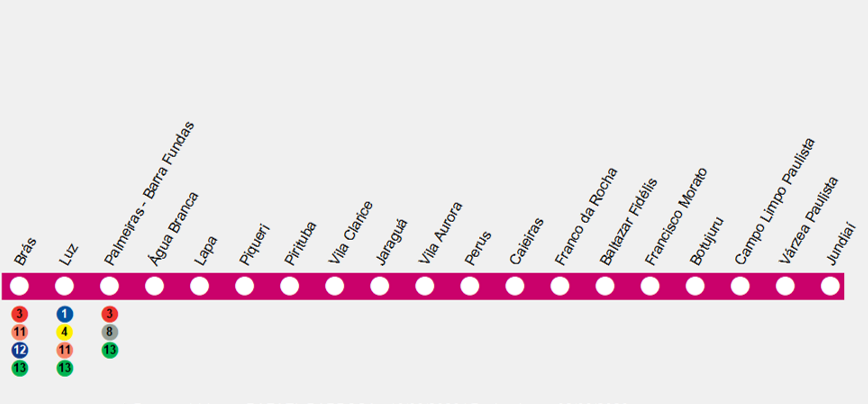 Brás
Luz
Palmeiras - Barra Fundas
Água Branca
Lapa
Piqueri
Pirituba
Vila Clarice
Jaraguá
Vila Aurora
Perus
Caieiras
Franco da Rocha
Baltazar Fidélis
Francisco Morato
Botujuru
Campo Limpo Paulista
Várzea Paulista
Jundiaí
3 1 3
11 4 8
12 11 13
13 13